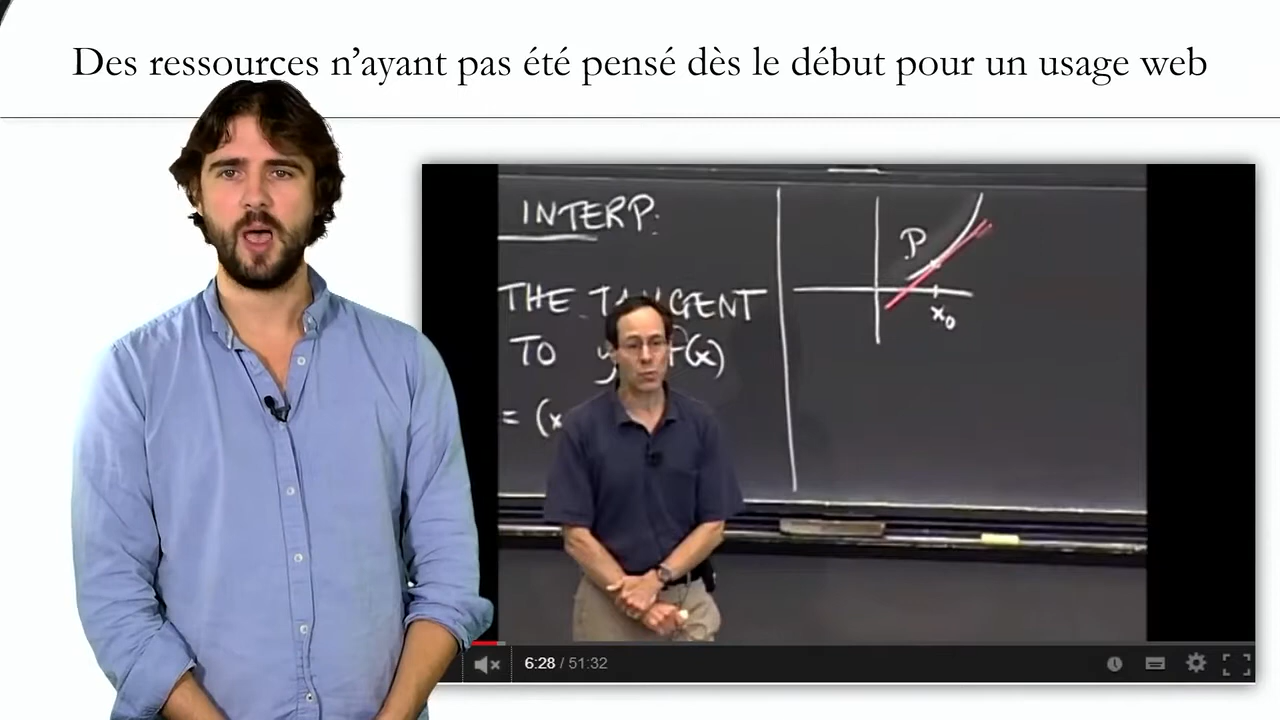 Des ressources n'ayant pas été pensé dès le début pour un usage web
INTERP:
P
THE TANGENT
x₀
TO y f(x)
= (x
6:28 / 51:32